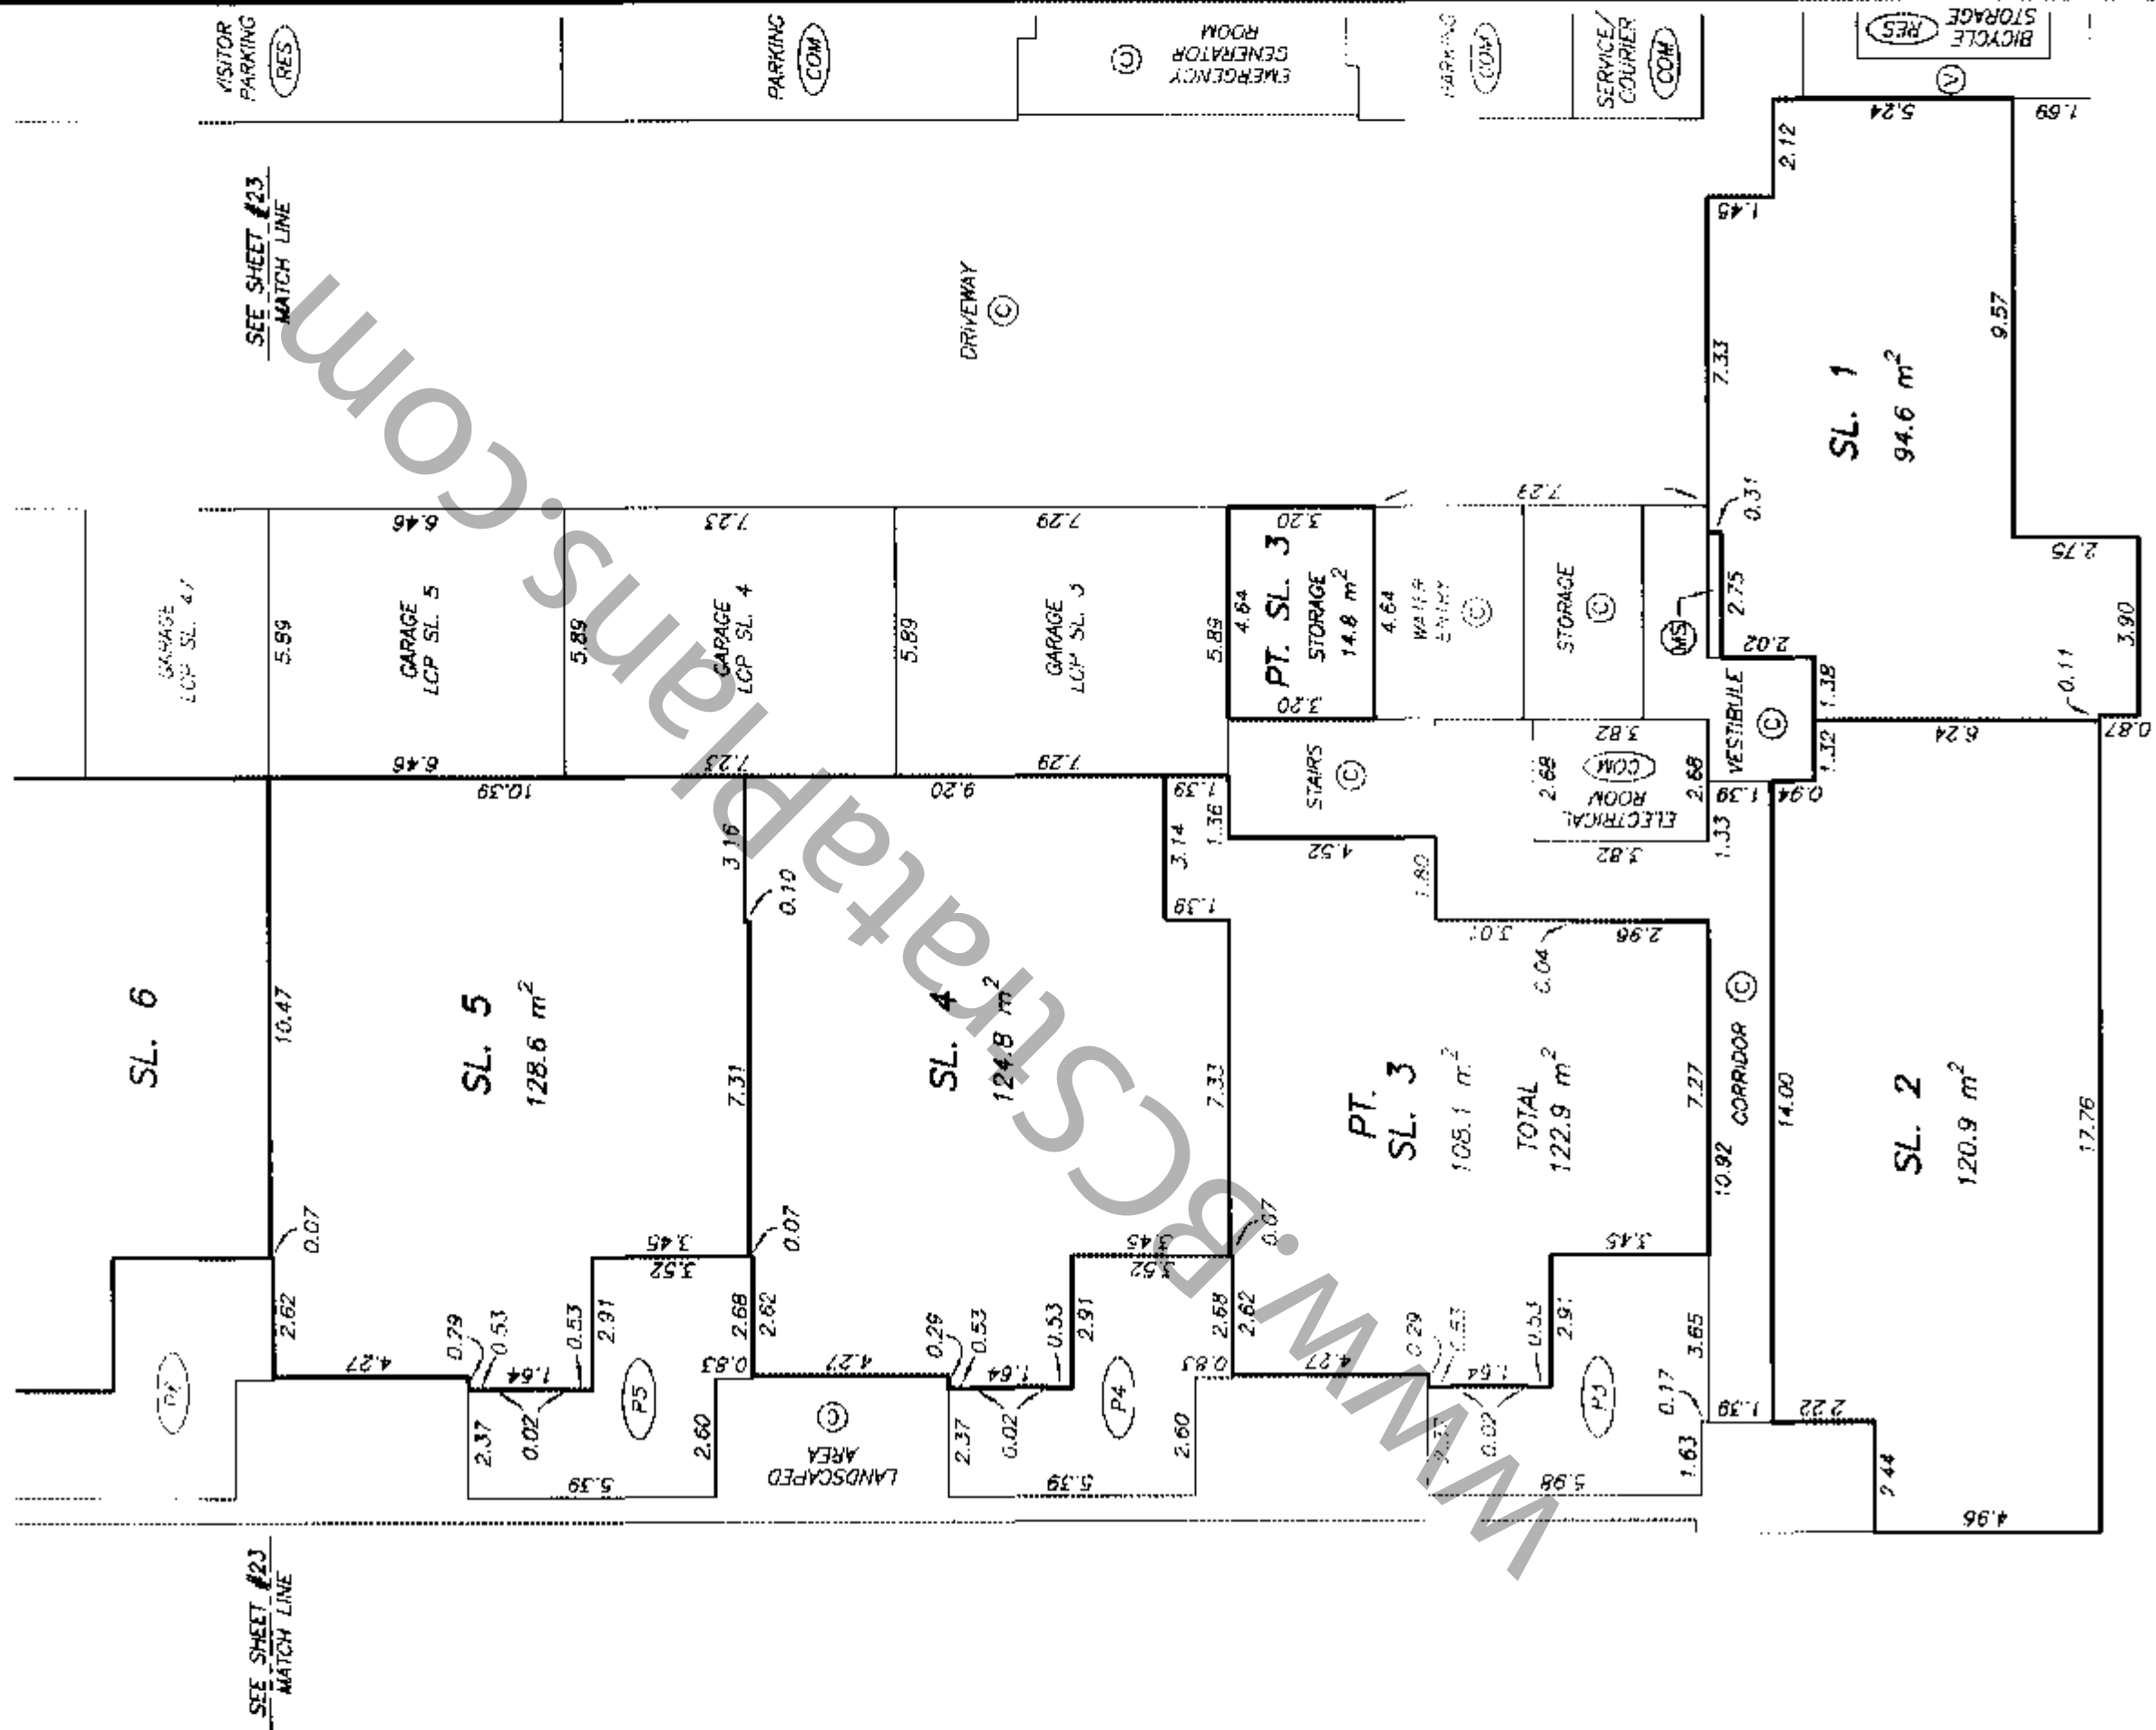 VISITOR
PARKING
RES
PARKING
COM
EMERGENCY
GENERATOR
ROOM
C
PARKING
COM
SERVICE/
COURIER
COM
BICYCLE
STORAGE
RES
V
5.24
1.69
2.12
1.45
SEE SHEET #23
MATCH LINE
DRIVEWAY
C
7.33
9.57
SL. 1
94.6 m²
0.31
2.75
2.75
3.90
MS
2.02
1.38
0.11
0.87
6.46
7.23
7.29
3.20
7.29
GARAGE
LCP SL. 47
5.89
GARAGE
LCP SL. 5
5.89
GARAGE
LCP SL. 4
5.89
GARAGE
LCP SL. 3
5.89
4.64
PT. SL. 3
STORAGE
14.8 m²
4.64
3.20
WATER
ENTRY
C
STORAGE
C
VESTIBULE
C
1.32
6.24
6.46
7.23
7.29
10.39
9.20
1.39
1.36
3.14
1.39
STAIRS
C
4.52
1.80
3.82
2.68
COM
ELECTRICAL
ROOM
2.68
3.82
1.39
1.33
0.94
3.16
0.10
3.01
0.04
2.96
SL. 6
10.47
SL. 5
128.6 m²
7.31
SL. 4
124.8 m²
7.33
PT.
SL. 3
108.1 m²
TOTAL
122.9 m²
7.27
10.92
CORRIDOR C
14.00
SL. 2
120.9 m²
17.76
0.07
3.45
3.52
0.07
3.45
3.52
0.07
3.45
2.62
4.27
0.29
0.53
1.64
0.53
2.91
2.68
2.62
0.83
4.27
0.29
0.53
1.64
0.53
2.91
2.68
2.62
0.83
4.27
0.29
0.53
1.64
0.53
2.91
3.65
0.17
1.39
2.22
2.37
0.02
P5
2.60
5.39
C
LANDSCAPED
AREA
2.37
0.02
P4
2.60
5.39
0.02
P3
1.63
5.98
2.44
4.96
SEE SHEET #23
MATCH LINE
www.BCStrataPlans.com